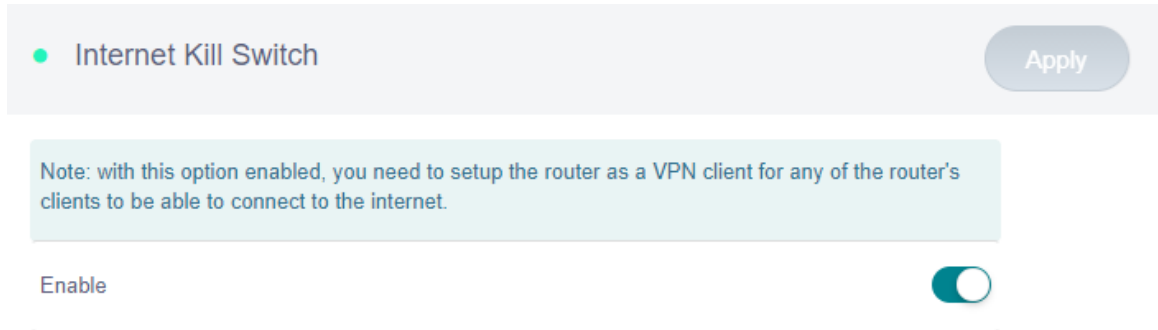 Internet Kill Switch
Apply
Note: with this option enabled, you need to setup the router as a VPN client for any of the router's
clients to be able to connect to the internet.
Enable